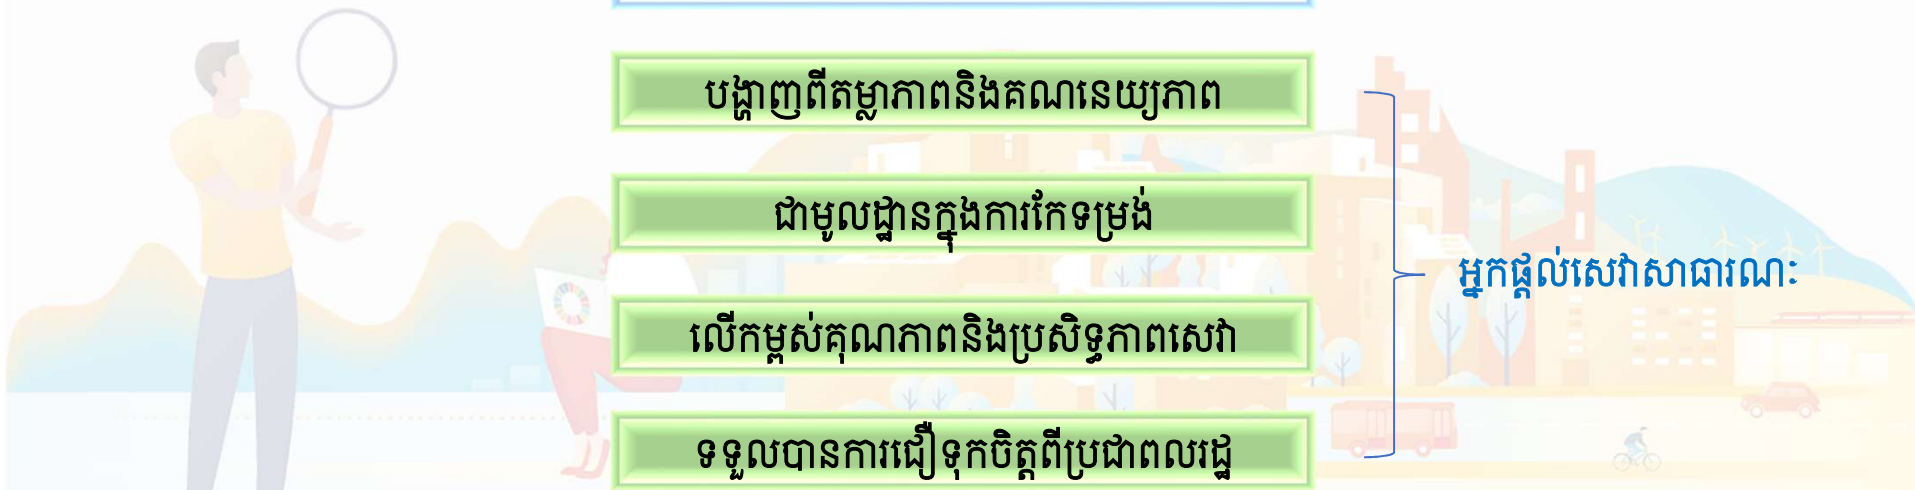 បង្ហាញពីតម្លាភាពនិងគណនេយ្យភាព
ជាមូលដ្ឋានក្នុងការកែទម្រង់
អ្នកផ្តល់សេវាសាធារណៈ
លើកម្ពស់គុណភាពនិងប្រសិទ្ធភាពសេវា
ទទួលបានការជឿទុកចិត្តពីប្រជាពលរដ្ឋ